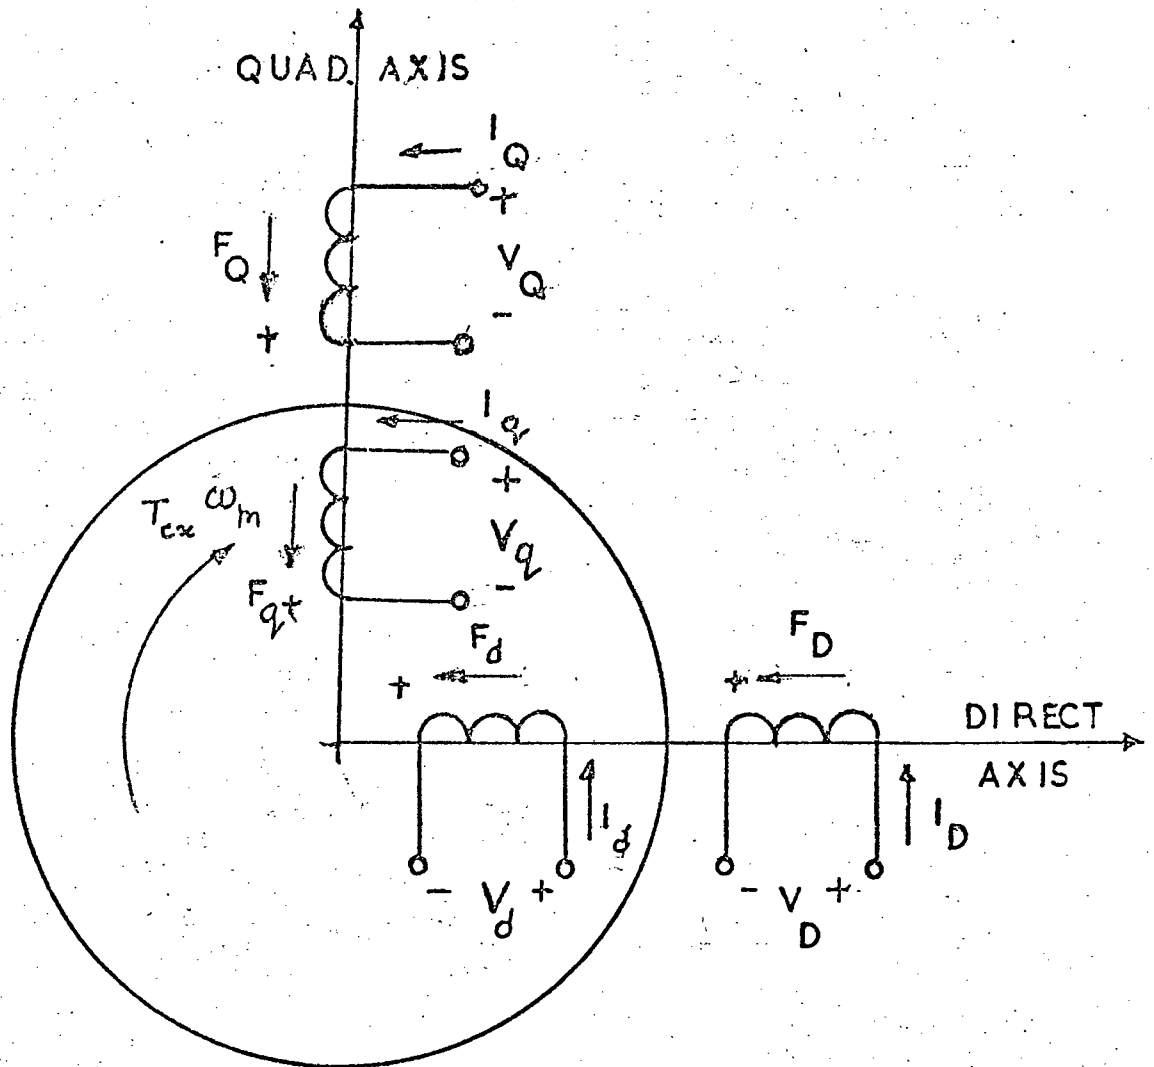 QUAD. AXIS
I_Q
+
F_Q
V_Q
-
+
I_q
+
T_ex ω_m
V_q
-
F_q +
F_d
F_D
+
+
DIRECT
AXIS
I_d
I_D
- V_d +
- V_D +